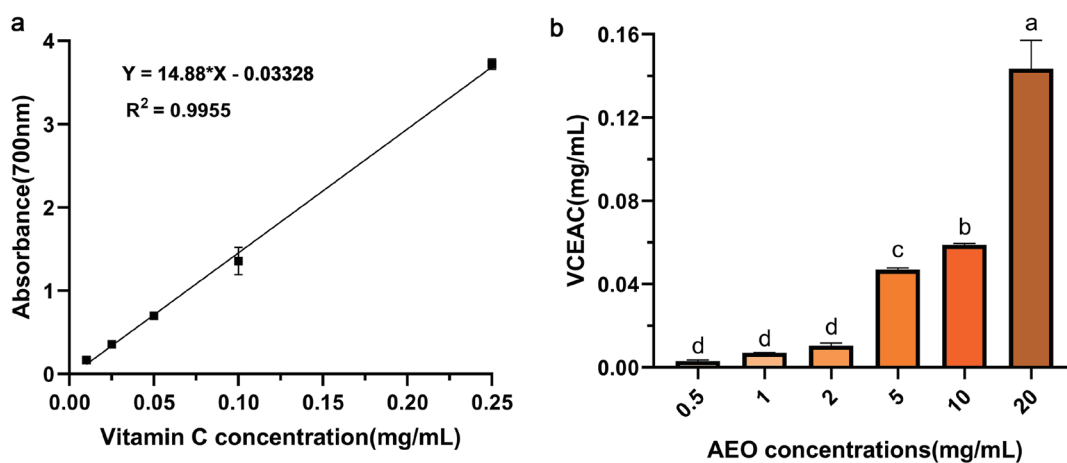 a
Y = 14.88*X - 0.03328
R² = 0.9955
Absorbance(700nm)
4
3
2
1
0
0.00 0.05 0.10 0.15 0.20 0.25
Vitamin C concentration(mg/mL)
b
VCEAC(mg/mL)
0.16
0.12
0.08
0.04
0.00
d d d c b a
0.5 1 2 5 10 20
AEO concentrations(mg/mL)